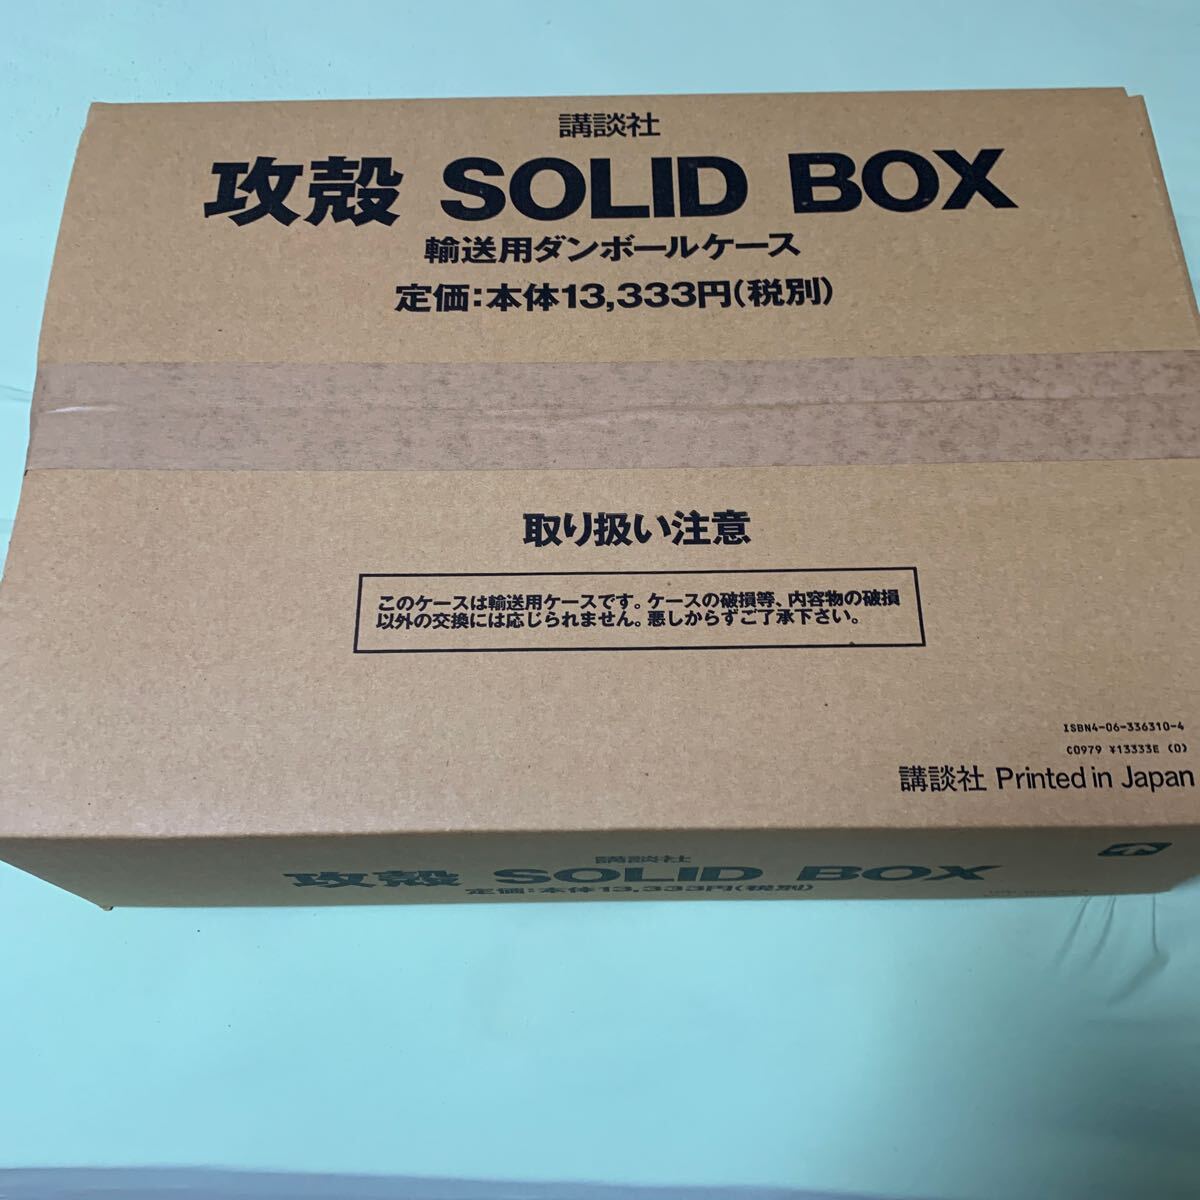 講談社
攻殻 SOLID BOX
輸送用ダンボールケース
定価:本体13,333円(税別)
取り扱い注意
このケースは輸送用ケースです。ケースの破損等、内容物の破損
以外の交換には応じられません。悪しからずご了承下さい。
ISBN4-06-336310-4
C0979 ¥13333E (0)
講談社 Printed in Japan
講談社
攻殻 SOLID BOX
定価:本体13,333円(税別)